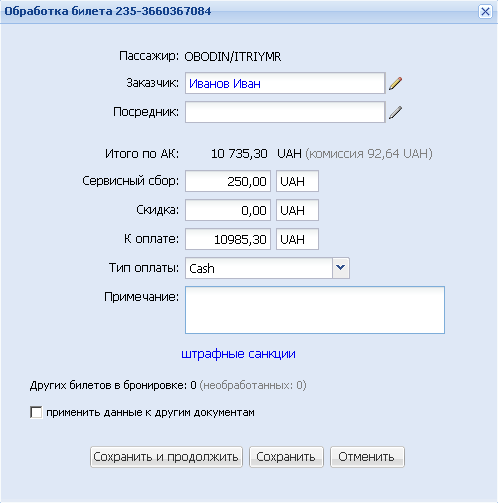 Обработка билета 235-3660367084
Пассажир: OBODIN/ITRIYMR
Заказчик: Иванов Иван
Посредник:
Итого по АК: 10 735,30 UAH (комиссия 92,64 UAH)
Сервисный сбор: 250,00 UAH
Скидка: 0,00 UAH
К оплате: 10985,30 UAH
Тип оплаты: Cash
Примечание:
штрафные санкции
Других билетов в бронировке: 0 (необработанных: 0)
применить данные к другим документам
Сохранить и продолжить Сохранить Отменить